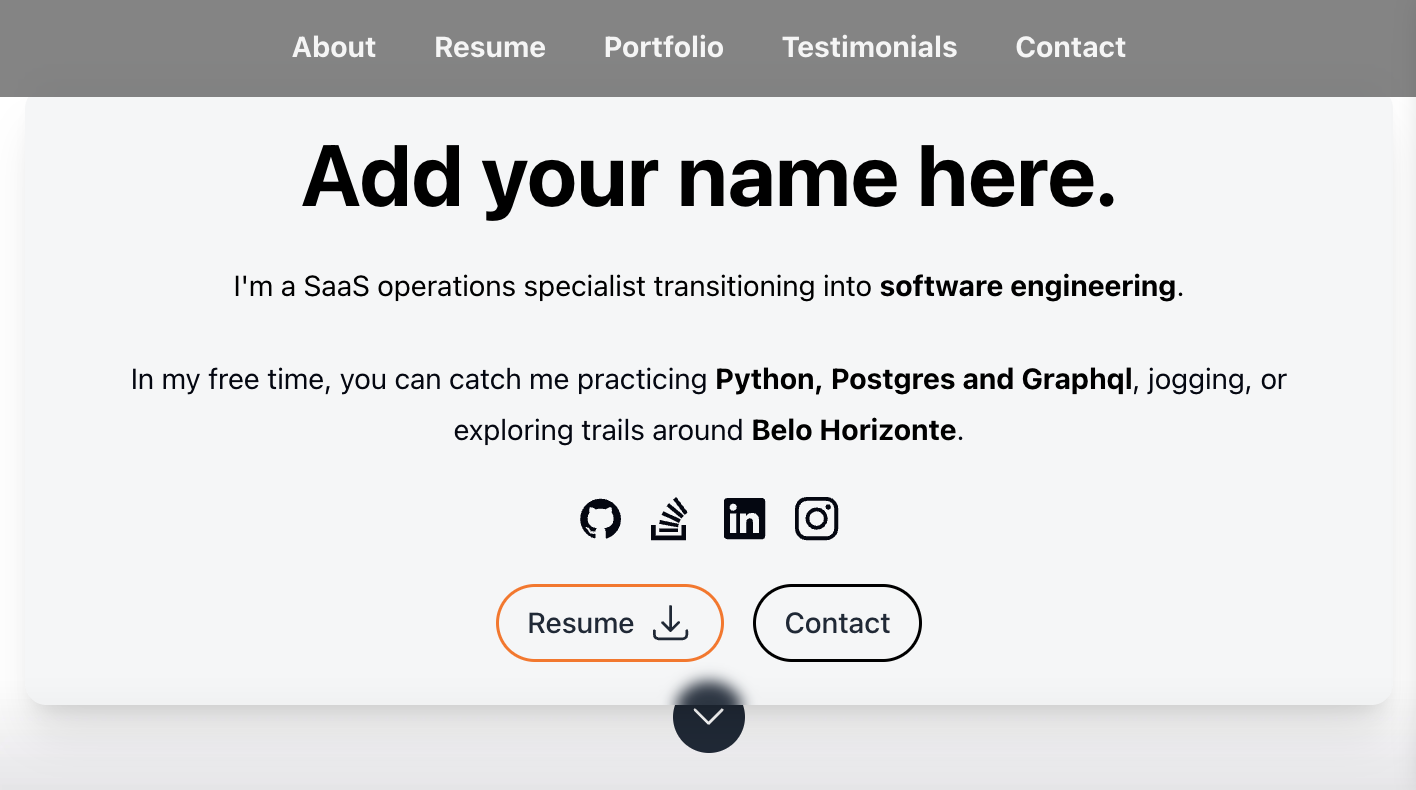 About Resume Portfolio Testimonials Contact
Add your name here.
I'm a SaaS operations specialist transitioning into software engineering.
In my free time, you can catch me practicing Python, Postgres and Graphql, jogging, or
exploring trails around Belo Horizonte.
in
Resume Contact